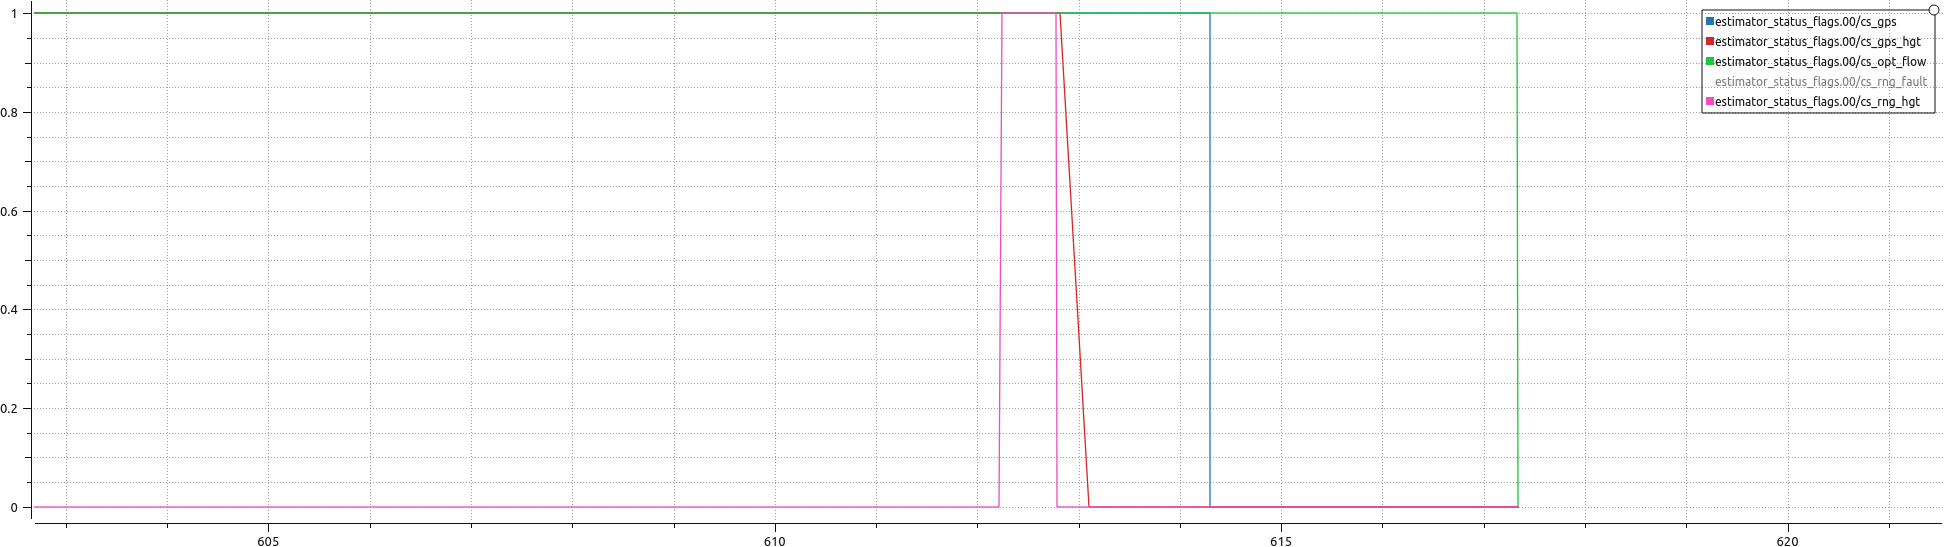 1
0.8
0.6
0.4
0.2
0
605
610
615
620
estimator_status_flags.00/cs_gps
estimator_status_flags.00/cs_gps_hgt
estimator_status_flags.00/cs_opt_flow
estimator_status_flags.00/cs_rng_fault
estimator_status_flags.00/cs_rng_hgt